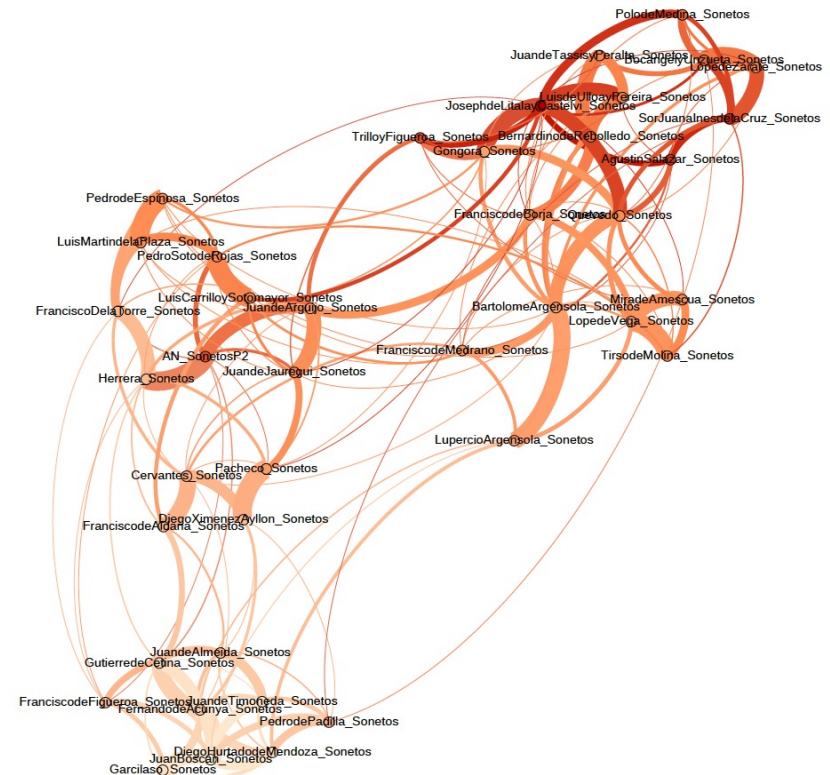 PolodeMedina_Sonetos
JuandeTassisyPeralta_Sonetos
BocangelyUnzueta_Sonetos
LopedeZarate_Sonetos
LuisdeUlloayPereira_Sonetos
JosephdeLitalayCastelvi_Sonetos
SorJuanaInesdelaCruz_Sonetos
TrilloyFigueroa_Sonetos
BernardinodeRebolledo_Sonetos
Gongora_Sonetos
AgustinSalazar_Sonetos
PedrodeEspinosa_Sonetos
FranciscodeBorja_Sonetos
Quevedo_Sonetos
LuisMartindelaPlaza_Sonetos
PedroSotodeRojas_Sonetos
LuisCarrilloySotomayor_Sonetos
MiradeAmescua_Sonetos
JuandeArguijo_Sonetos
BartolomeArgensola_Sonetos
FranciscoDelaTorre_Sonetos
LopedeVega_Sonetos
FranciscodeMedrano_Sonetos
AN_SonetosP2
TirsodeMolina_Sonetos
JuandeJauregui_Sonetos
Herrera_Sonetos
LupercioArgensola_Sonetos
Pacheco_Sonetos
Cervantes_Sonetos
DiegoXimenezAyllon_Sonetos
FranciscodeAldana_Sonetos
JuandeAlmeida_Sonetos
GutierredeCetina_Sonetos
FranciscodeFigueroa_Sonetos
JuandeTimoneda_Sonetos
FernandodeAcunya_Sonetos
PedrodePadilla_Sonetos
DiegoHurtadodeMendoza_Sonetos
JuanBoscan_Sonetos
Garcilaso_Sonetos